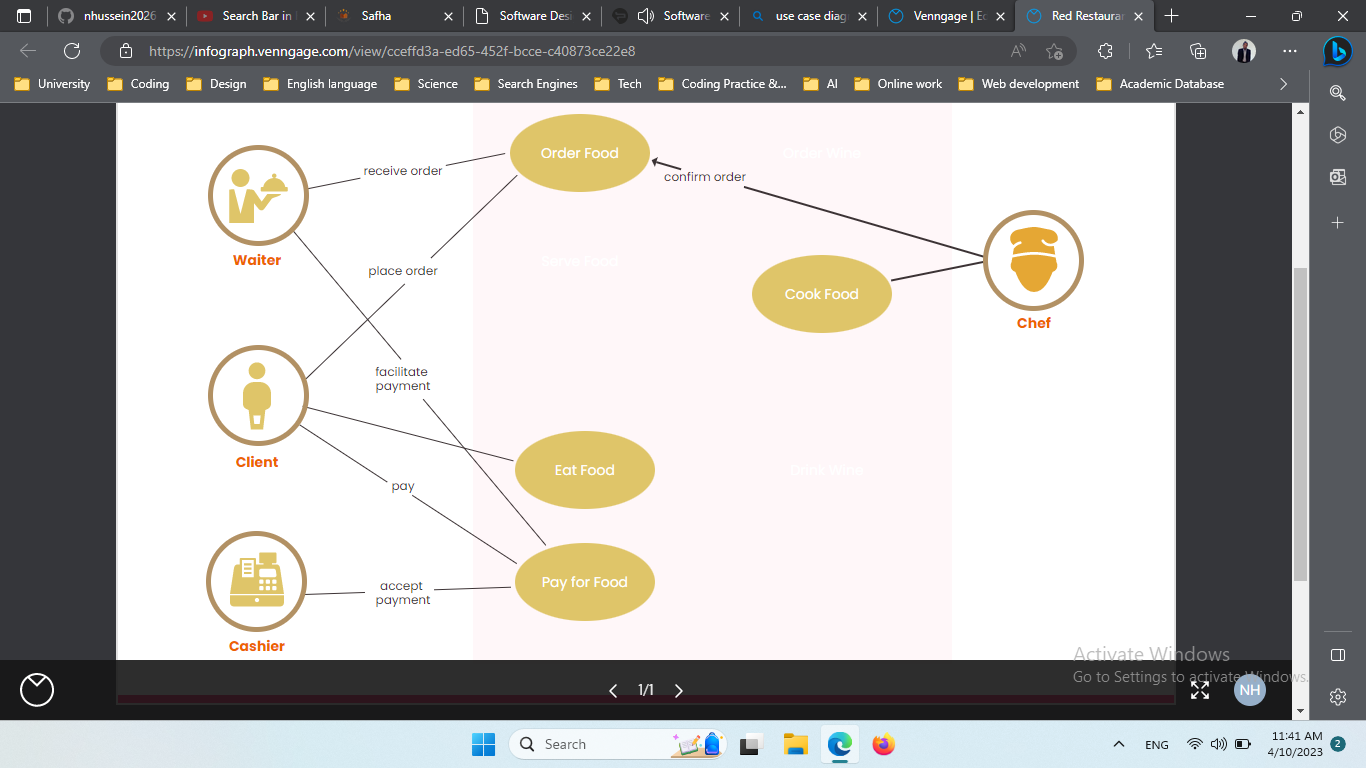 nhussein2026
Search Bar in
Safha
Software Desi
Software
use case diag
Venngage | Ec
Red Restaurar
https://infograph.venngage.com/view/cceffd3a-ed65-452f-bcce-c40873ce22e8
University
Coding
Design
English language
Science
Search Engines
Tech
Coding Practice &...
AI
Online work
Web development
Academic Database
Order Food
Order Wine
receive order
confirm order
Waiter
Serve Food
place order
Cook Food
Chef
facilitate
payment
Client
Eat Food
Drink Wine
pay
accept
payment
Pay for Food
Cashier
Activate Windows
Go to Settings to activate Windows.
1/1
NH
Search
ENG
11:41 AM
4/10/2023
2